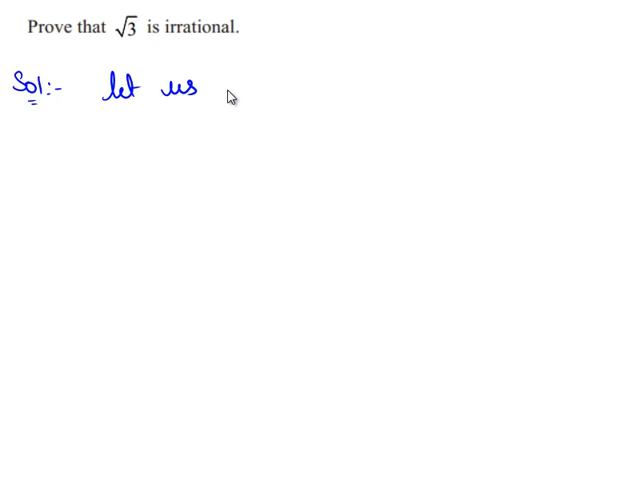 Prove that √3 is irrational.
Sol:- let us